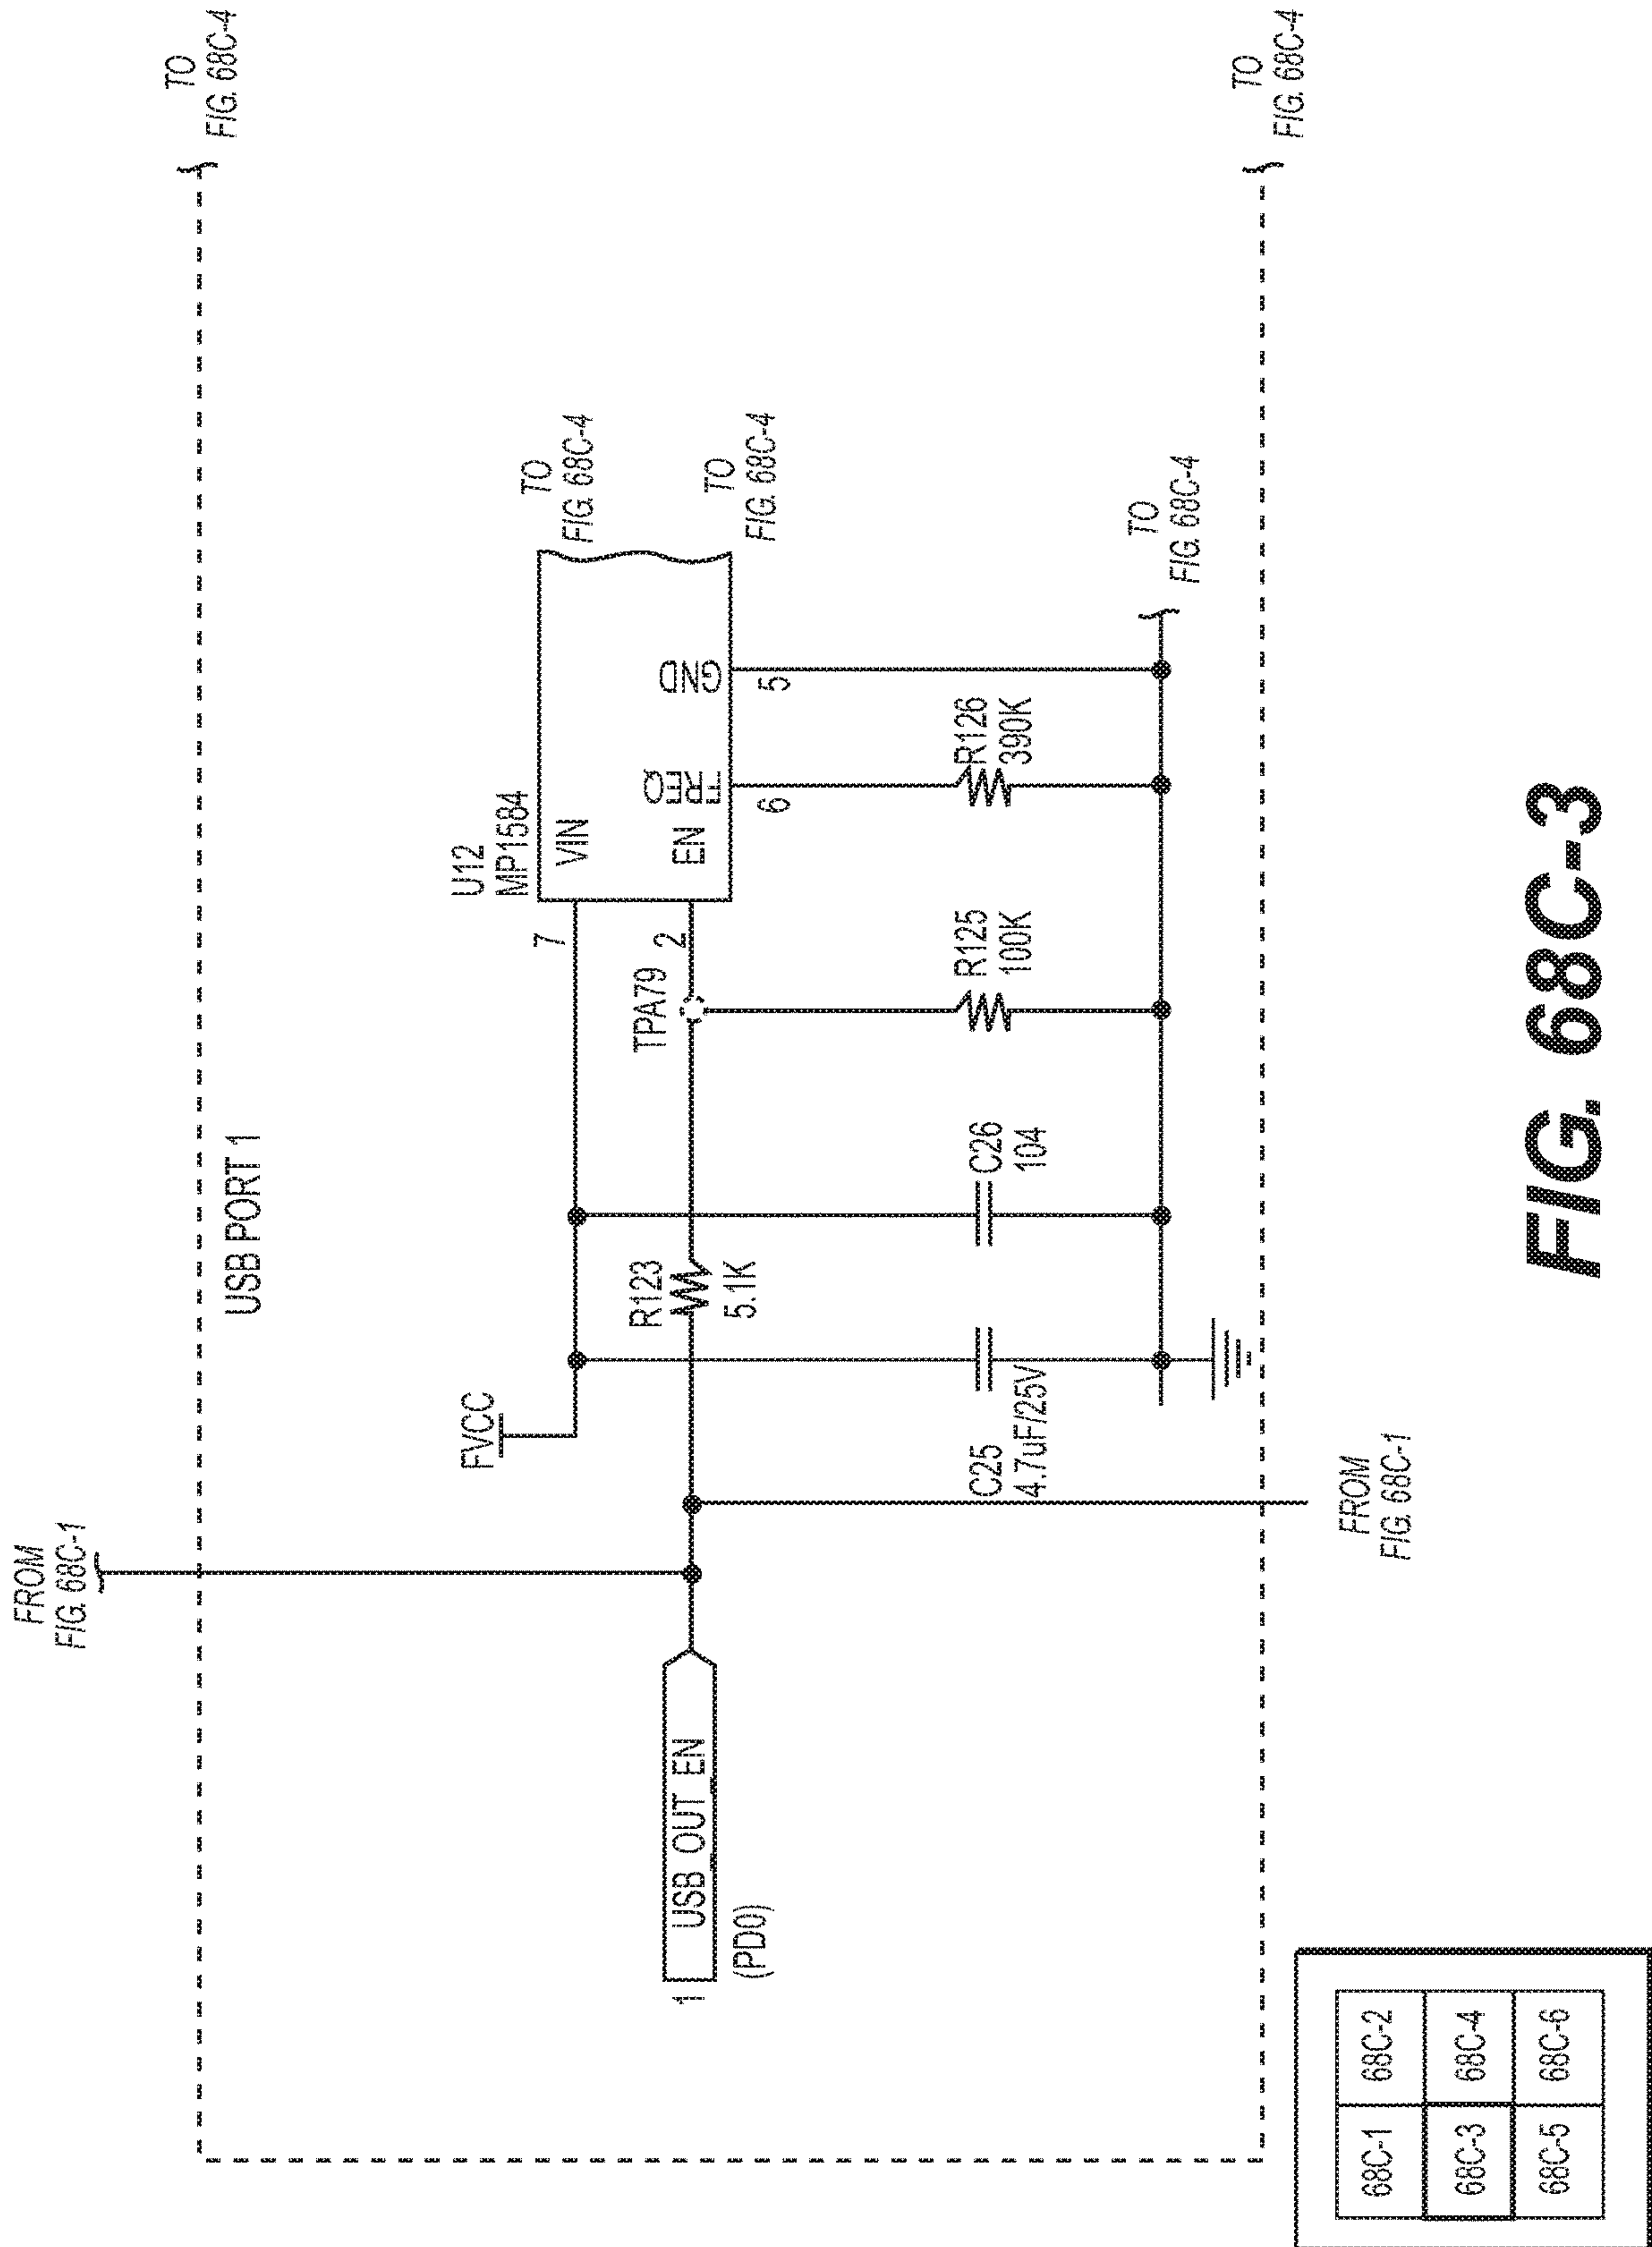 FROM
FIG. 68C-1
TO
FIG. 68C-4
USB PORT 1
FVCC
U12
MP1584
7
VIN
TO
FIG. 68C-4
1
USB_OUT_EN
(PD0)
R123
5.1K
TPA79
2
EN
FREQ
GND
6
5
TO
FIG. 68C-4
C25
4.7uF/25V
C26
104
R125
100K
R126
390K
TO
FIG. 68C-4
TO
FIG. 68C-4
FROM
FIG. 68C-1
68C-1 68C-2
68C-3 68C-4
68C-5 68C-6
FIG. 68C-3